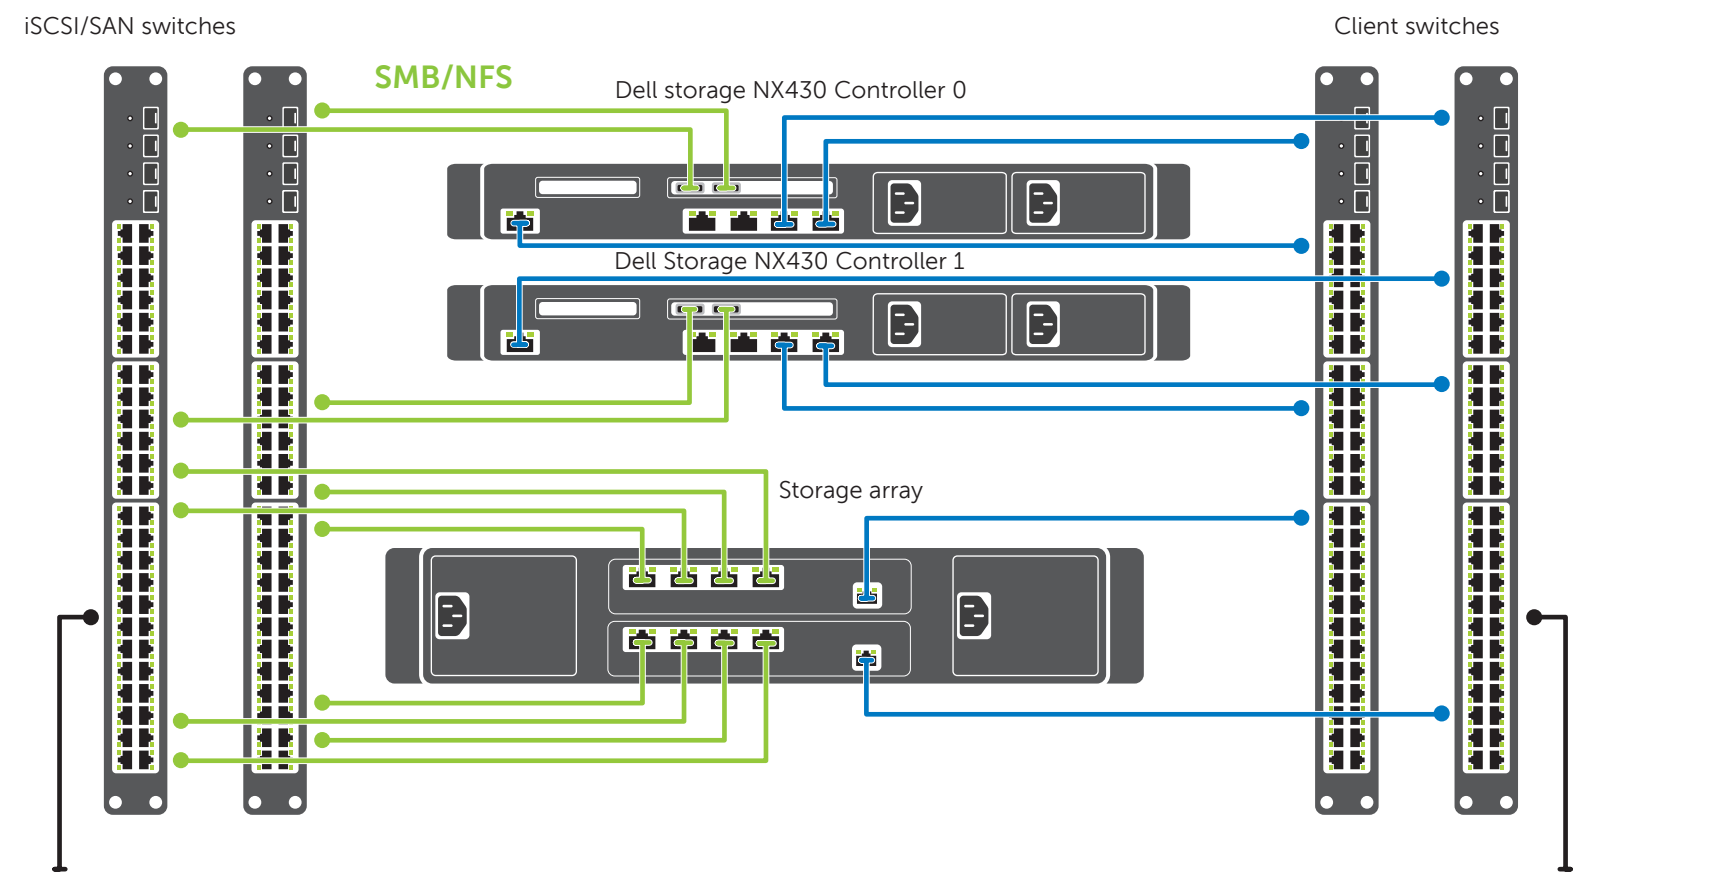 iSCSI/SAN switches
Client switches
SMB/NFS
Dell storage NX430 Controller 0
Dell Storage NX430 Controller 1
Storage array